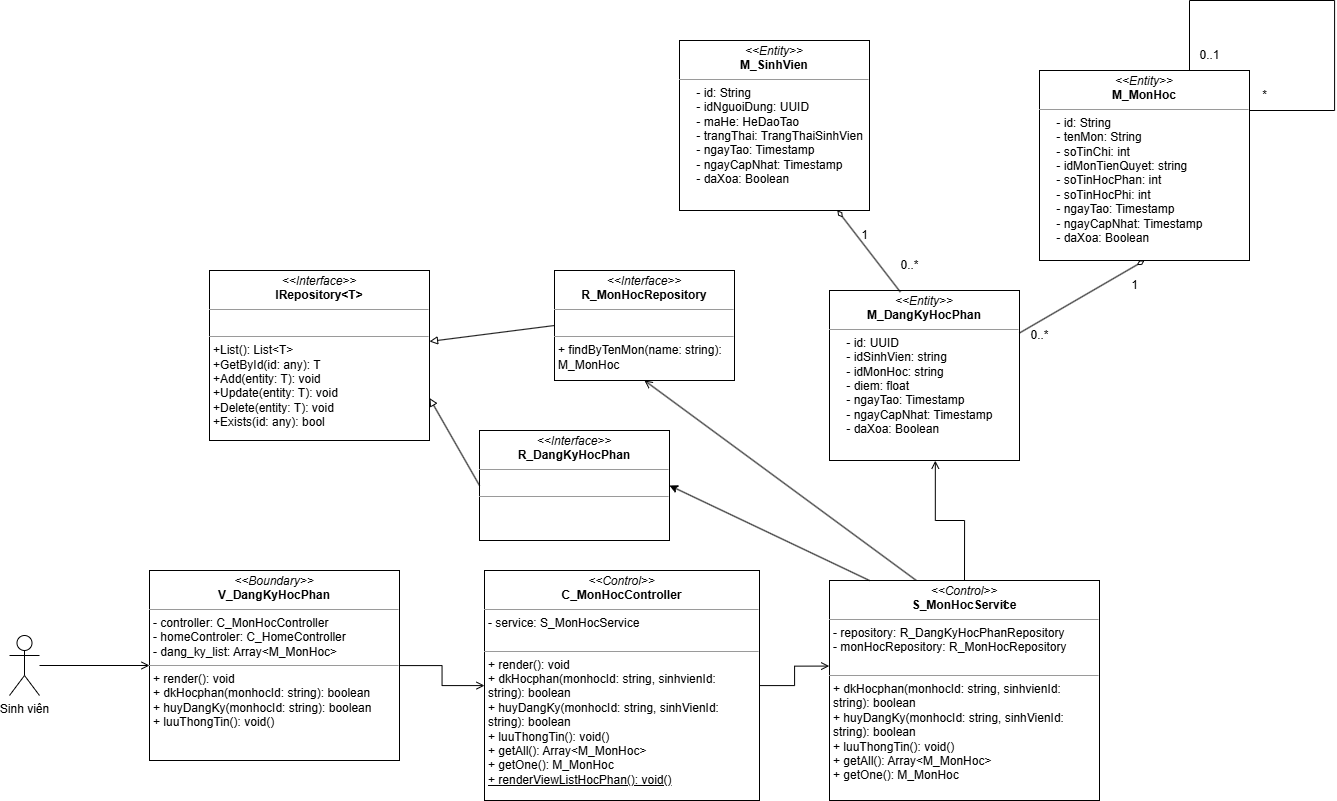 <<Entity>>
M_SinhVien
- id: String
- idNguoiDung: UUID
- maHe: HeDaoTao
- trangThai: TrangThaiSinhVien
- ngayTao: Timestamp
- ngayCapNhat: Timestamp
- daXoa: Boolean
0..1
*
<<Entity>>
M_MonHoc
- id: String
- tenMon: String
- soTinChi: int
- idMonTienQuyet: string
- soTinHocPhan: int
- soTinHocPhi: int
- ngayTao: Timestamp
- ngayCapNhat: Timestamp
- daXoa: Boolean
1
0..*
1
0..*
<<Interface>>
IRepository<T>
+List(): List<T>
+GetById(id: any): T
+Add(entity: T): void
+Update(entity: T): void
+Delete(entity: T): void
+Exists(id: any): bool
<<Interface>>
R_MonHocRepository
+ findByTenMon(name: string):
M_MonHoc
<<Entity>>
M_DangKyHocPhan
- id: UUID
- idSinhVien: string
- idMonHoc: string
- diem: float
- ngayTao: Timestamp
- ngayCapNhat: Timestamp
- daXoa: Boolean
<<Interface>>
R_DangKyHocPhan
Sinh viên
<<Boundary>>
V_DangKyHocPhan
- controller: C_MonHocController
- homeControler: C_HomeController
- dang_ky_list: Array<M_MonHoc>
+ render(): void
+ dkHocphan(monhocId: string): boolean
+ huyDangKy(monhocId: string): boolean
+ luuThongTin(): void()
<<Control>>
C_MonHocController
- service: S_MonHocService
+ render(): void
+ dkHocphan(monhocId: string, sinhvienId:
string): boolean
+ huyDangKy(monhocId: string, sinhVienId:
string): boolean
+ luuThongTin(): void()
+ getAll(): Array<M_MonHoc>
+ getOne(): M_MonHoc
+ renderViewListHocPhan(): void()
<<Control>>
S_MonHocService
- repository: R_DangKyHocPhanRepository
- monHocRepository: R_MonHocRepository
+ dkHocphan(monhocId: string, sinhvienId:
string): boolean
+ huyDangKy(monhocId: string, sinhVienId:
string): boolean
+ luuThongTin(): void()
+ getAll(): Array<M_MonHoc>
+ getOne(): M_MonHoc